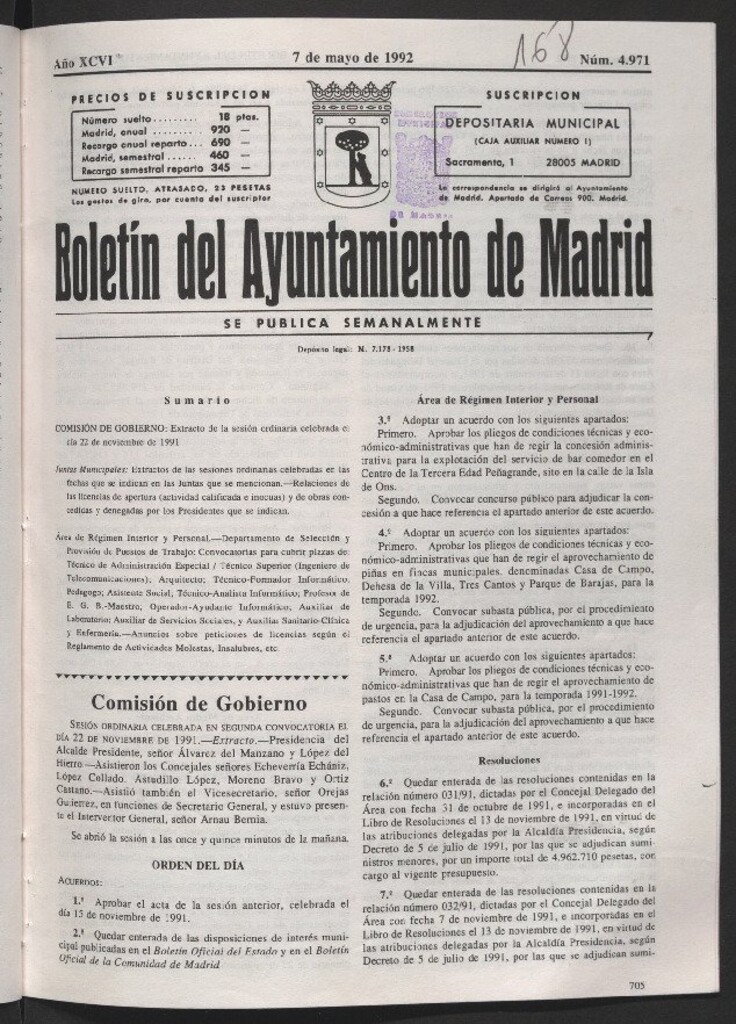 Año XCVI
7 de mayo de 1992
168
Núm. 4.971
PRECIOS DE SUSCRIPCION
Número suelto......... 18 ptas.
Madrid, anual ......... 920 —
Recargo anual reparto... 690 —
Madrid, semestral ...... 460 —
Recargo semestral reparto 345 —
NUMERO SUELTO, ATRASADO, 23 PESETAS
Los gastos de giro, por cuenta del suscriptor
SUSCRIPCION
DEPOSITARIA MUNICIPAL
(CAJA AUXILIAR NUMERO 1)
Sacramento, 1 28005 MADRID
La correspondencia se dirigirá al Ayuntamiento
de Madrid. Apartado de Correos 900. Madrid.
DE MADRID
Boletín del Ayuntamiento de Madrid
SE PUBLICA SEMANALMENTE
Depósito legal: M. 7.178 - 1958
Sumario
COMISIÓN DE GOBIERNO: Extracto de la sesión ordinaria celebrada el
día 22 de noviembre de 1991
Juntas Municipales: Extractos de las sesiones ordinarias celebradas en las
fechas que se indican en las Juntas que se mencionan.—Relaciones de
las licencias de apertura (actividad calificada e inocuas) y de obras con-
cedidas y denegadas por los Presidentes que se indican.
Área de Régimen Interior y Personal.—Departamento de Selección y
Provisión de Puestos de Trabajo: Convocatorias para cubrir plazas de:
Técnico de Administración Especial / Técnico Superior (Ingeniero de
Telecomunicaciones); Arquitecto; Técnico-Formador Informático;
Pedagogo; Asistente Social; Técnico-Analista Informático; Profesor de
E. G. B.-Maestro; Operador-Ayudante Informático; Auxiliar de
Laboratorio; Auxiliar de Servicios Sociales, y Auxiliar Sanitario-Clínica
y Enfermería.—Anuncios sobre peticiones de licencias según el
Reglamento de Actividades Molestas, Insalubres, etc.
Comisión de Gobierno
SESIÓN ORDINARIA CELEBRADA EN SEGUNDA CONVOCATORIA EL
DÍA 22 DE NOVIEMBRE DE 1991.—Extracto.—Presidencia del
Alcalde Presidente, señor Álvarez del Manzano y López del
Hierro.—Asistieron los Concejales señores Echeverría Echániz,
López Collado, Astudillo López, Moreno Bravo y Ortiz
Castaño.—Asistió también el Vicesecretario, señor Orejas
Gutiérrez, en funciones de Secretario General, y estuvo presen-
te el Interventor General, señor Arnau Bernia.
Se abrió la sesión a las once y quince minutos de la mañana.
ORDEN DEL DÍA
ACUERDOS:
1.º Aprobar el acta de la sesión anterior, celebrada el
día 15 de noviembre de 1991.
2.º Quedar enterada de las disposiciones de interés muni-
cipal publicadas en el Boletín Oficial del Estado y en el Boletín
Oficial de la Comunidad de Madrid
Área de Régimen Interior y Personal
3.º Adoptar un acuerdo con los siguientes apartados:
Primero. Aprobar los pliegos de condiciones técnicas y eco-
nómico-administrativas que han de regir la concesión adminis-
trativa para la explotación del servicio de bar comedor en el
Centro de la Tercera Edad Peñagrande, sito en la calle de la Isla
de Ons.
Segundo. Convocar concurso público para adjudicar la con-
cesión a que hace referencia el apartado anterior de este acuerdo.
4.º Adoptar un acuerdo con los siguientes apartados:
Primero. Aprobar los pliegos de condiciones técnicas y eco-
nómico-administrativas que han de regir el aprovechamiento de
piñas en fincas municipales, denominadas Casa de Campo,
Dehesa de la Villa, Tres Cantos y Parque de Barajas, para la
temporada 1992.
Segundo. Convocar subasta pública, por el procedimiento
de urgencia, para la adjudicación del aprovechamiento a que hace
referencia el apartado anterior de este acuerdo.
5.º Adoptar un acuerdo con los siguientes apartados:
Primero. Aprobar los pliegos de condiciones técnicas y eco-
nómico-administrativas que han de regir el aprovechamiento de
pastos en la Casa de Campo, para la temporada 1991-1992.
Segundo. Convocar subasta pública, por el procedimiento
de urgencia, para la adjudicación del aprovechamiento a que hace
referencia el apartado anterior de este acuerdo.
Resoluciones
6.º Quedar enterada de las resoluciones contenidas en la
relación número 031/91, dictadas por el Concejal Delegado del
Área con fecha 31 de octubre de 1991, e incorporadas en el
Libro de Resoluciones el 13 de noviembre de 1991, en virtud de
las atribuciones delegadas por la Alcaldía Presidencia, según
Decreto de 5 de julio de 1991, por las que se adjudican sumi-
nistros menores, por un importe total de 4.962.710 pesetas, con
cargo al vigente presupuesto.
7.º Quedar enterada de las resoluciones contenidas en la
relación número 032/91, dictadas por el Concejal Delegado del
Área con fecha 7 de noviembre de 1991, e incorporadas en el
Libro de Resoluciones el 13 de noviembre de 1991, en virtud de
las atribuciones delegadas por la Alcaldía Presidencia, según
Decreto de 5 de julio de 1991, por las que se adjudican sumi-
705